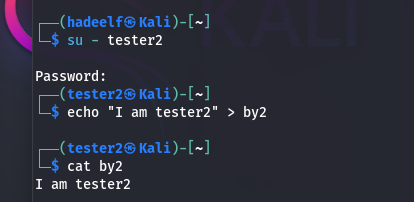 ┌──(hadeelf㉿Kali)-[~]
└─$ su - tester2
Password:
┌──(tester2㉿Kali)-[~]
└─$ echo "I am tester2" > by2
┌──(tester2㉿Kali)-[~]
└─$ cat by2
I am tester2